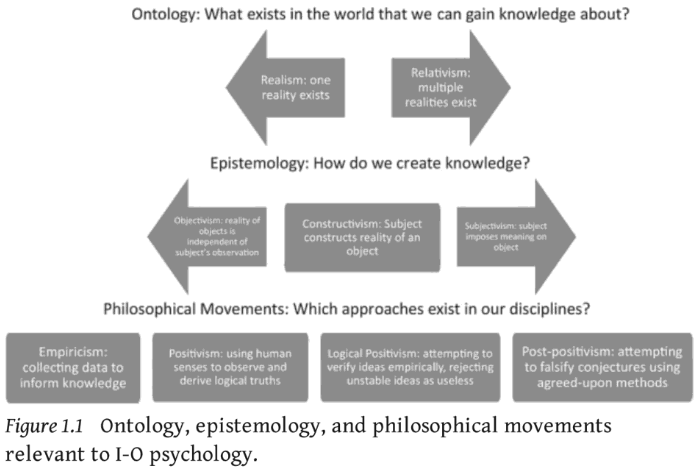 Ontology: What exists in the world that we can gain knowledge about?
Realism: one
reality exists
Relativism:
multiple
realities exist
Epistemology: How do we create knowledge?
Objectivism: reality of
objects is
independent of
subject's observation
Constructivism: Subject
constructs reality of an
object
Subjectivism: subject
imposes meaning on
object
Philosophical Movements: Which approaches exist in our disciplines?
Empiricism:
collecting data to
inform knowledge
Positivism: using human
senses to observe and
derive logical truths
Logical Positivism: attempting to
verify ideas empirically, rejecting
unstable ideas as useless
Post-positivism: attempting
to falsify conjectures using
agreed-upon methods
Figure 1.1 Ontology, epistemology, and philosophical movements
relevant to I-O psychology.